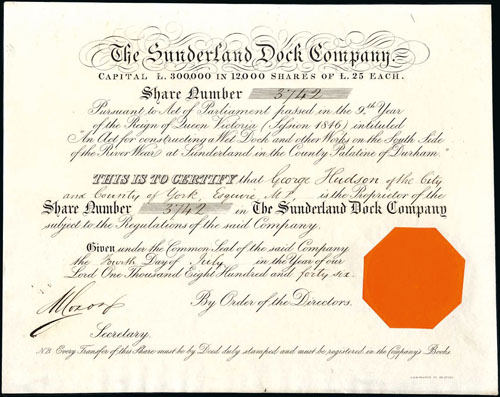 The Sunderland Dock Company.
CAPITAL £.300,000 IN 12,000 SHARES OF £.25 EACH.
Share Number 3742
Pursuant to Act of Parliament passed in the 9th Year
of the Reign of Queen Victoria (Session 1846) intituled
"An Act for constructing a Wet Dock and other Works on the South Side
of the River Wear at Sunderland in the County Palatine of Durham."
THIS IS TO CERTIFY that George Hudson of the City
and County of York Esquire M.P. is the Proprietor of the
Share Number 3742 in The Sunderland Dock Company
subject to the Regulations of the said Company.
Given under the Common Seal of the said Company
the Fourth Day of July in the Year of our
Lord One Thousand Eight Hundred and forty six
By Order of the Directors.
Secretary.
NB Every Transfer of this Share must be by Deed duly stamped and must be registered in the Company's Books